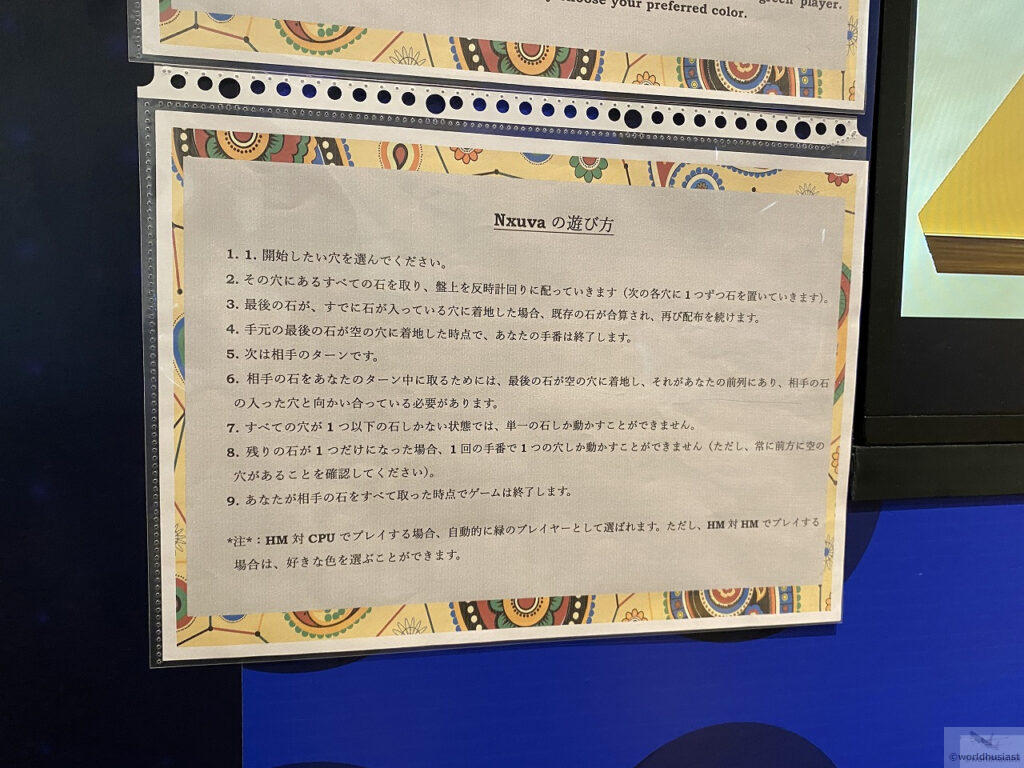 green player.
choose your preferred color.
Nxuva の遊び方
1. 1. 開始したい穴を選んでください。
2. その穴にあるすべての石を取り、盤上を反時計回りに配っていきます（次の各穴に１つずつ石を置いていきます）。
3. 最後の石が、すでに石が入っている穴に着地した場合、既存の石が合算され、再び配布を続けます。
4. 手元の最後の石が空の穴に着地した時点で、あなたの手番は終了します。
5. 次は相手のターンです。
6. 相手の石をあなたのターン中に取るためには、最後の石が空の穴に着地し、それがあなたの前列にあり、相手の石
の入った穴と向かい合っている必要があります。
7. すべての穴が 1 つ以下の石しかない状態では、単一の石しか動かすことができません。
8. 残りの石が 1 つだけになった場合、1 回の手番で 1 つの穴しか動かすことができません（ただし、常に前方に空の
穴があることを確認してください）。
9. あなたが相手の石をすべて取った時点でゲームは終了します。
*注*：HM 対 CPU でプレイする場合、自動的に緑のプレイヤーとして選ばれます。ただし、HM 対 HM でプレイする
場合は、好きな色を選ぶことができます。
©worldhusiast